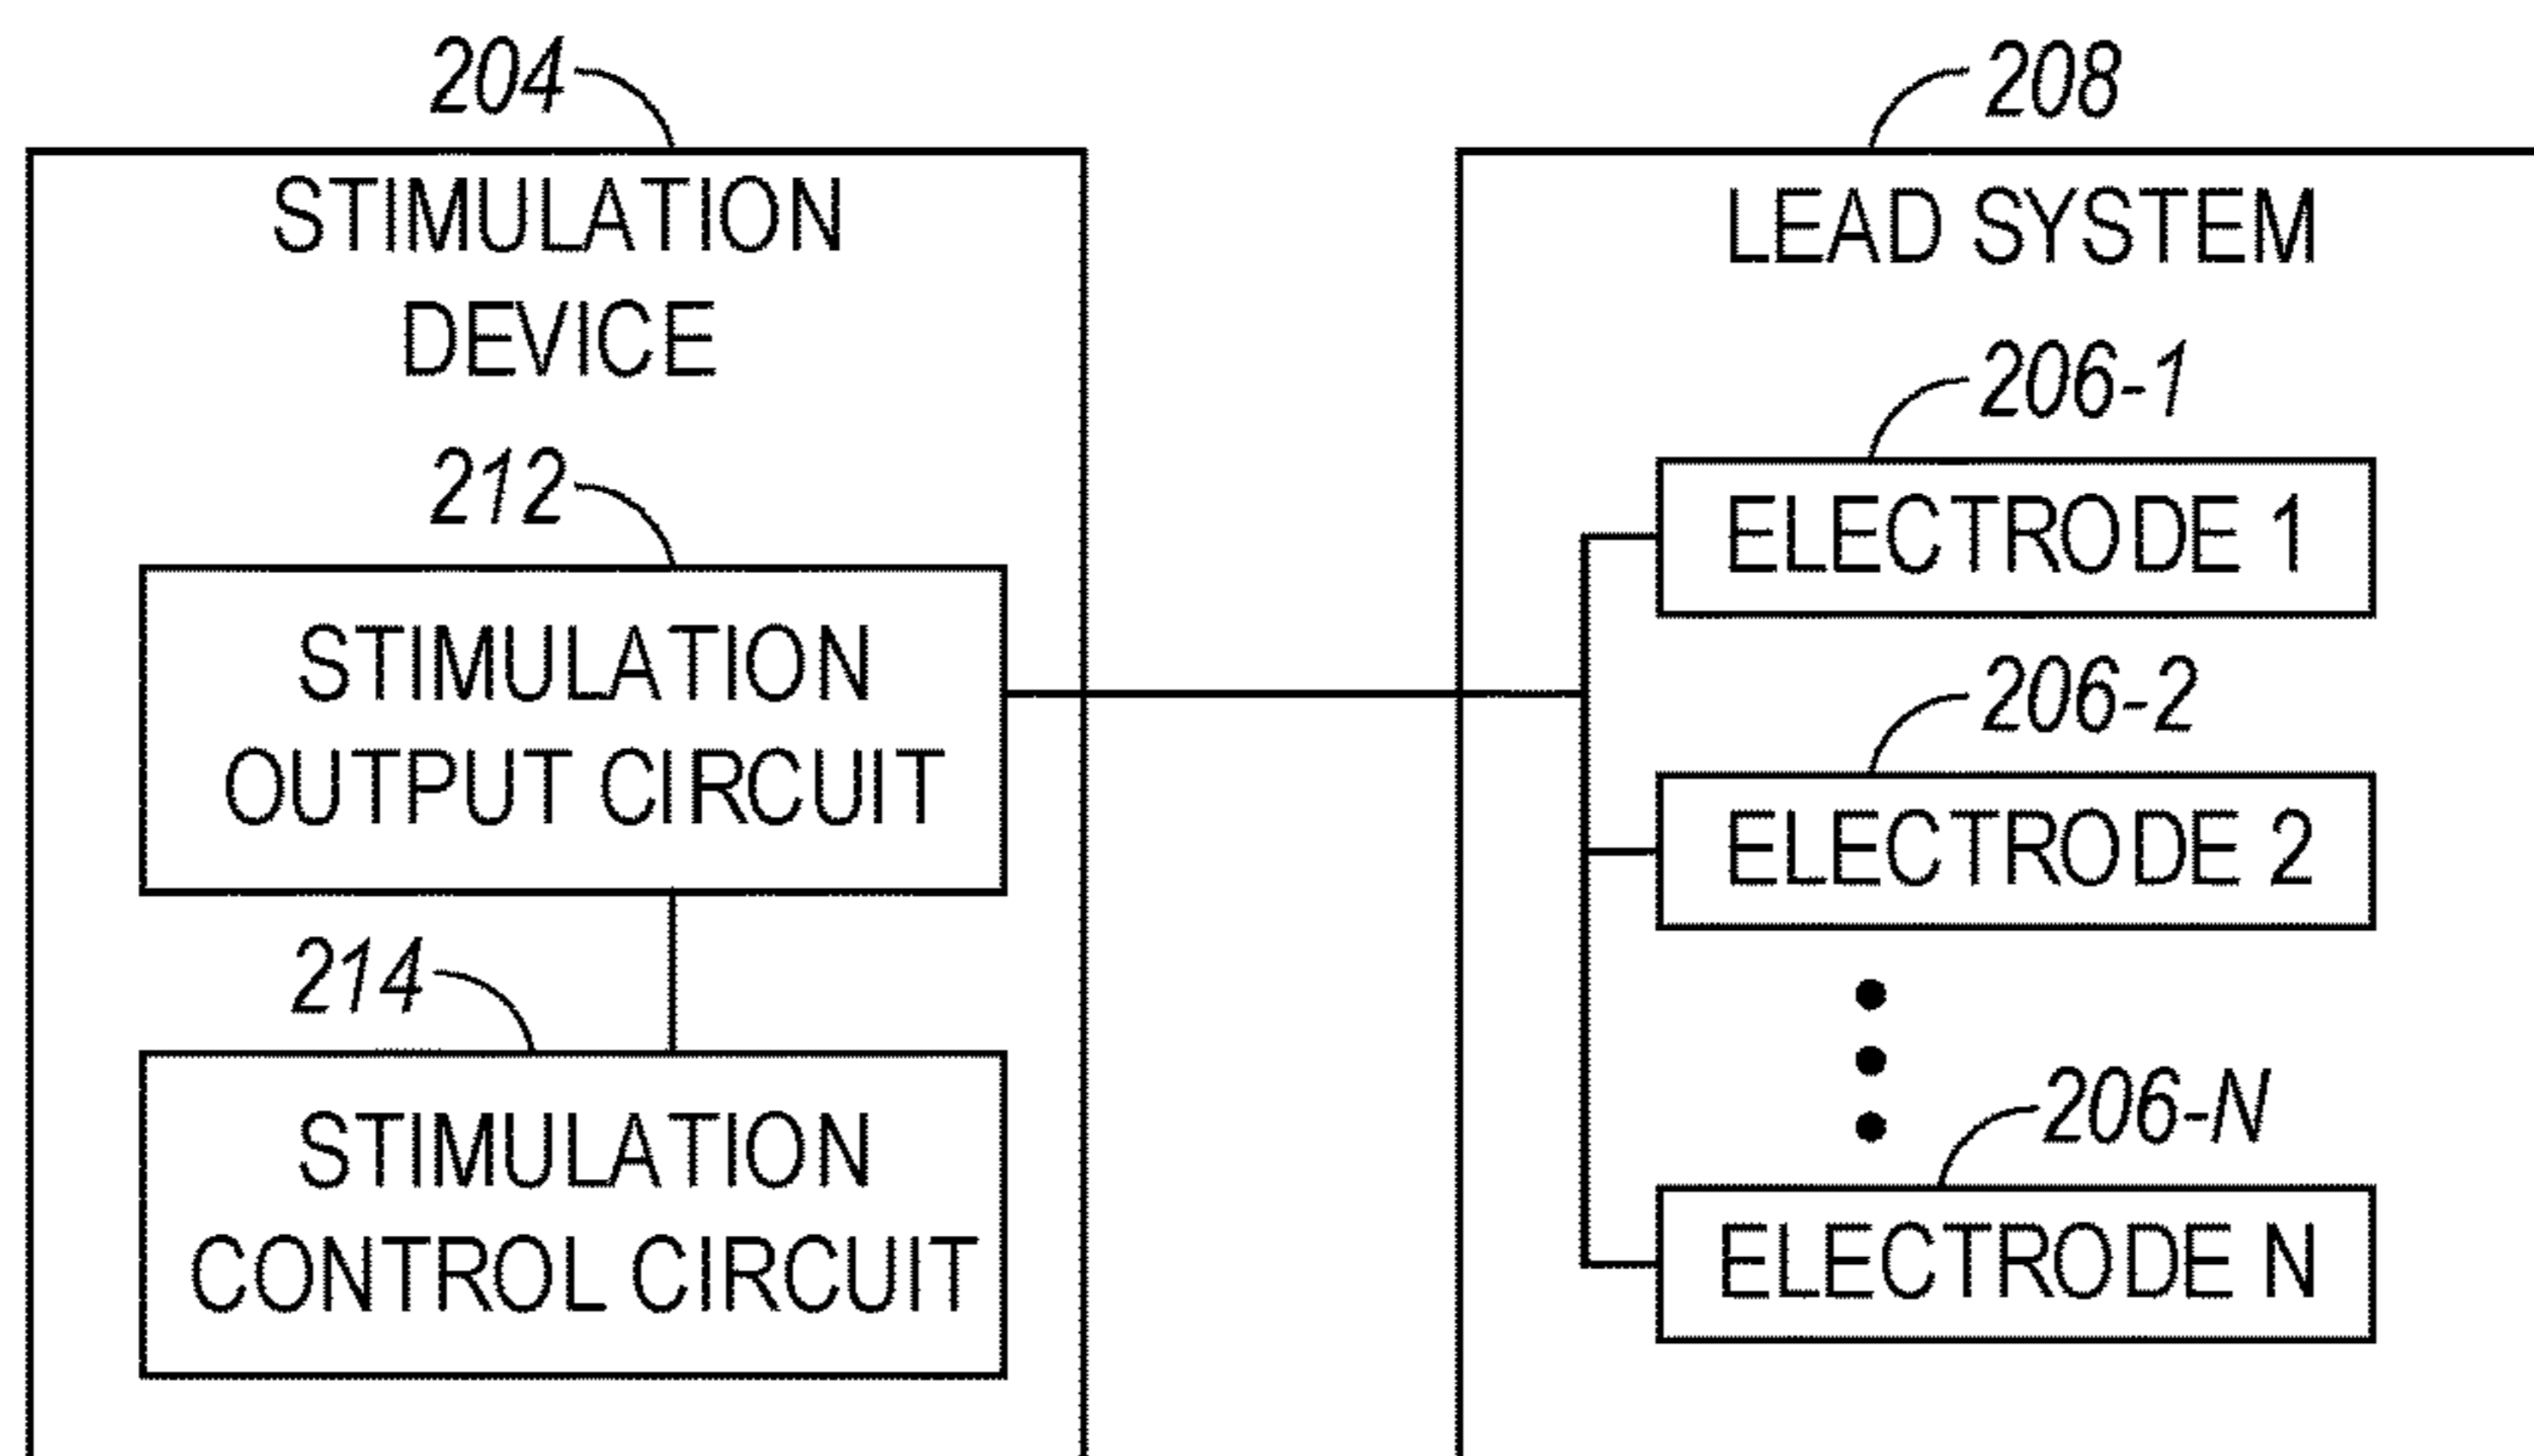 204
STIMULATION
DEVICE
212
STIMULATION
OUTPUT CIRCUIT
214
STIMULATION
CONTROL CIRCUIT
208
LEAD SYSTEM
206-1
ELECTRODE 1
206-2
ELECTRODE 2
206-N
ELECTRODE N